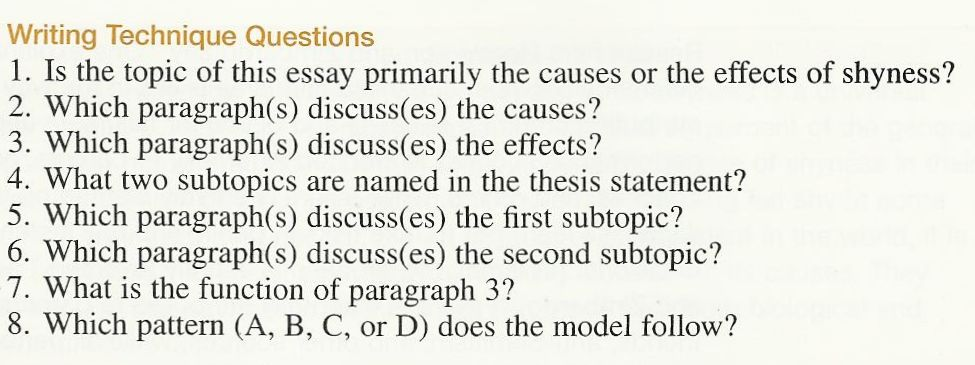 Writing Technique Questions
1. Is the topic of this essay primarily the causes or the effects of shyness?
2. Which paragraph(s) discuss(es) the causes?
3. Which paragraph(s) discuss(es) the effects?
4. What two subtopics are named in the thesis statement?
5. Which paragraph(s) discuss(es) the first subtopic?
6. Which paragraph(s) discuss(es) the second subtopic?
7. What is the function of paragraph 3?
8. Which pattern (A, B, C, or D) does the model follow?